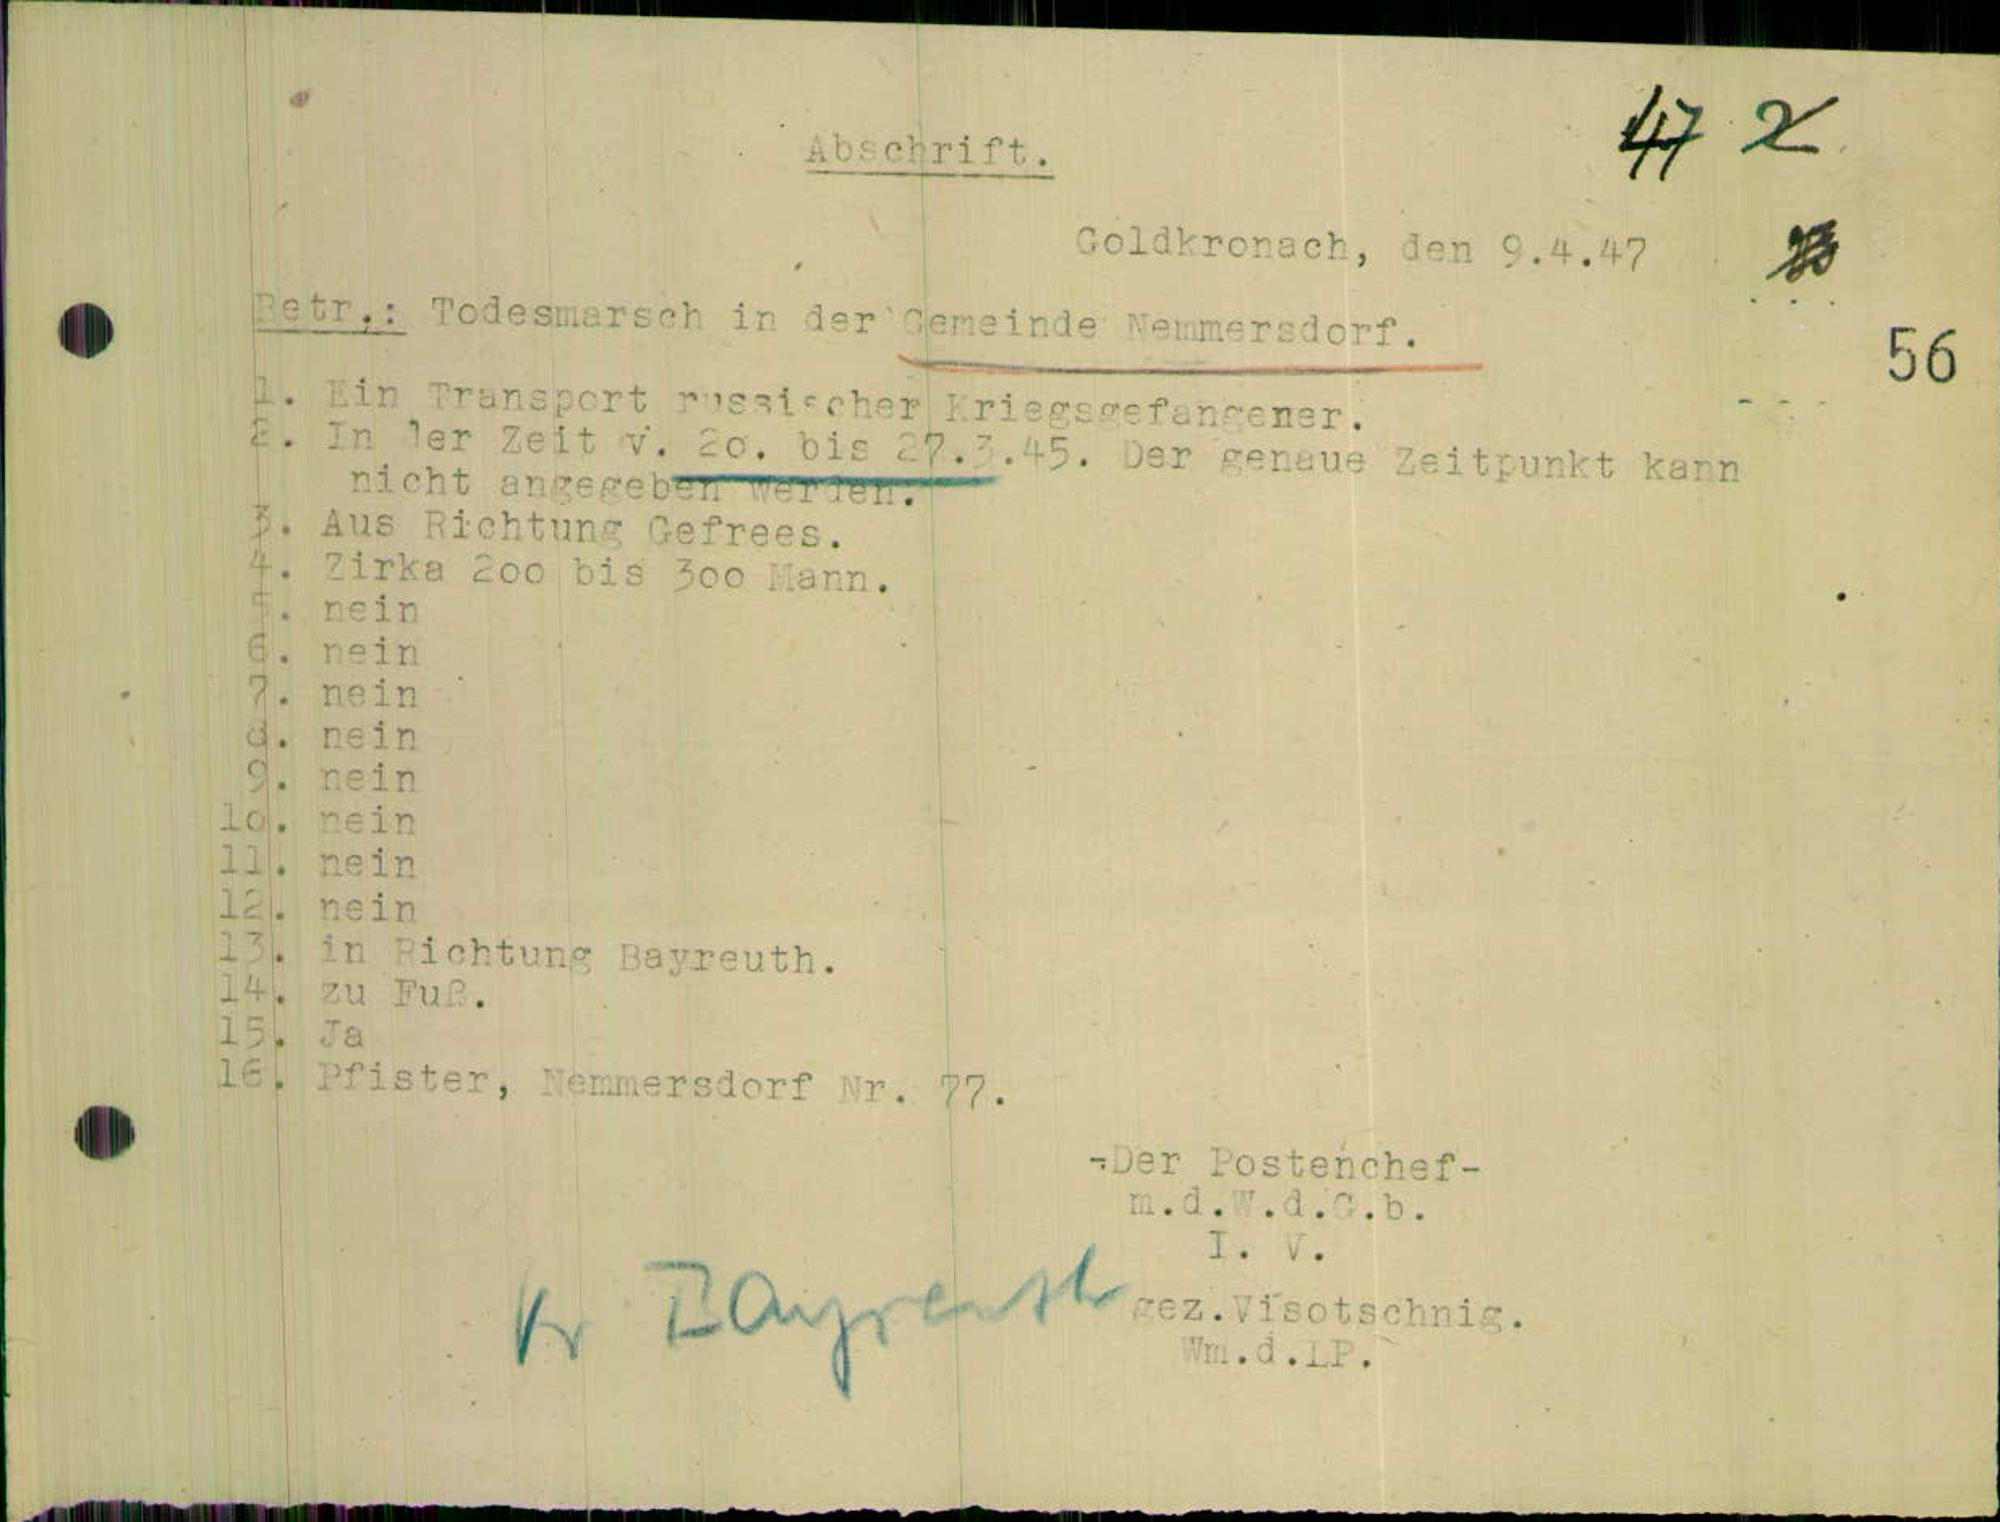 47 2
Abschrift.
Goldkronach, den 9.4.47
56
Betr.: Todesmarsch in der Gemeinde Nemmersdorf.
1. Ein Transport russischer Kriegsgefangener.
2. In der Zeit v. 2o. bis 27.3.45. Der genaue Zeitpunkt kann
nicht angegeben werden.
3. Aus Richtung Gefrees.
4. Zirka 2oo bis 3oo Mann.
5. nein
6. nein
7. nein
8. nein
9. nein
1o. nein
11. nein
12. nein
13. in Richtung Bayreuth.
14. zu Fuß.
15. Ja
16. Pfister, Nemmersdorf Nr. 77.
-Der Postenchef-
m.d.W.d.G.b.
I. V.
Kr Bayreuth
gez.Visotschnig.
Wm.d.LP.